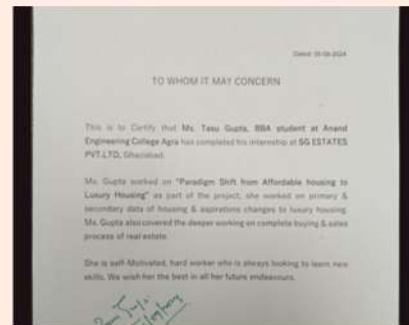 Dated: 05-08-2024
TO WHOM IT MAY CONCERN
This is to Certify that Ms. Tasu Gupta, BBA student at Anand
Engineering College Agra has completed his internship at SG ESTATES
PVT.LTD, Ghaziabad.
Ms. Gupta worked on "Paradigm Shift from Affordable housing to
Luxury Housing" as part of the project, she worked on primary &
secondary data of housing & aspirations changes to luxury housing.
Ms. Gupta also covered the deeper working on complete buying & sales
process of real estate.
She is self-Motivated, hard worker who is always looking to learn new
skills. We wish her the best in all her future endeavours.